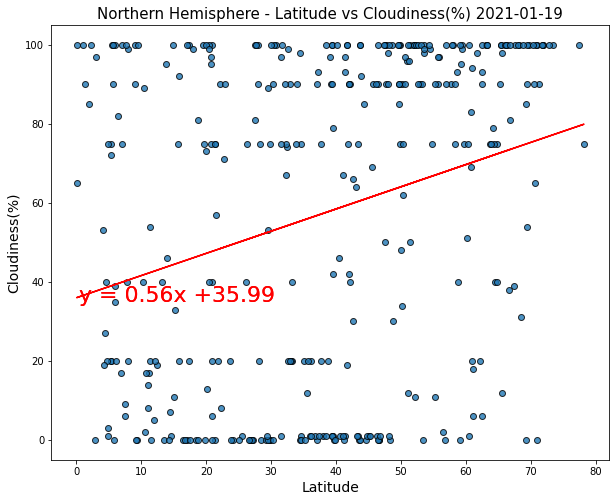 Northern Hemisphere - Latitude vs Cloudiness(%) 2021-01-19
100
80
60
40
20
0
Cloudiness(%)
y = 0.56x +35.99
0 10 20 30 40 50 60 70 80
Latitude